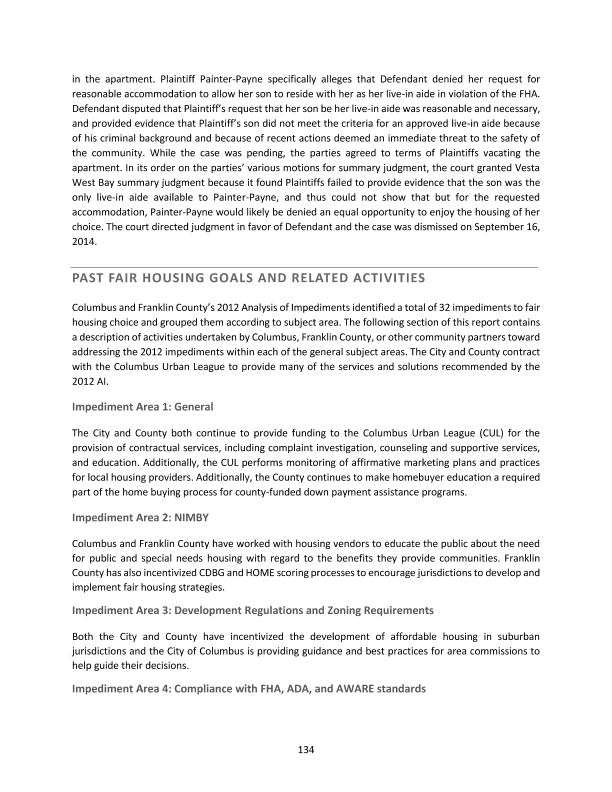 in the apartment. Plaintiff Painter-Payne specifically alleges that Defendant denied her request for
reasonable accommodation to allow her son to reside with her as her live-in aide in violation of the FHA.
Defendant disputed that Plaintiff’s request that her son be her live-in aide was reasonable and necessary,
and provided evidence that Plaintiff’s son did not meet the criteria for an approved live-in aide because
of his criminal background and because of recent actions deemed an immediate threat to the safety of
the community. While the case was pending, the parties agreed to terms of Plaintiffs vacating the
apartment. In its order on the parties’ various motions for summary judgment, the court granted Vesta
West Bay summary judgment because it found Plaintiffs failed to provide evidence that the son was the
only live-in aide available to Painter-Payne, and thus could not show that but for the requested
accommodation, Painter-Payne would likely be denied an equal opportunity to enjoy the housing of her
choice. The court directed judgment in favor of Defendant and the case was dismissed on September 16,
2014.
PAST FAIR HOUSING GOALS AND RELATED ACTIVITIES
Columbus and Franklin County’s 2012 Analysis of Impediments identified a total of 32 impediments to fair
housing choice and grouped them according to subject area. The following section of this report contains
a description of activities undertaken by Columbus, Franklin County, or other community partners toward
addressing the 2012 impediments within each of the general subject areas. The City and County contract
with the Columbus Urban League to provide many of the services and solutions recommended by the
2012 AI.
Impediment Area 1: General
The City and County both continue to provide funding to the Columbus Urban League (CUL) for the
provision of contractual services, including complaint investigation, counseling and supportive services,
and education. Additionally, the CUL performs monitoring of affirmative marketing plans and practices
for local housing providers. Additionally, the County continues to make homebuyer education a required
part of the home buying process for county-funded down payment assistance programs.
Impediment Area 2: NIMBY
Columbus and Franklin County have worked with housing vendors to educate the public about the need
for public and special needs housing with regard to the benefits they provide communities. Franklin
County has also incentivized CDBG and HOME scoring processes to encourage jurisdictions to develop and
implement fair housing strategies.
Impediment Area 3: Development Regulations and Zoning Requirements
Both the City and County have incentivized the development of affordable housing in suburban
jurisdictions and the City of Columbus is providing guidance and best practices for area commissions to
help guide their decisions.
Impediment Area 4: Compliance with FHA, ADA, and AWARE standards
134